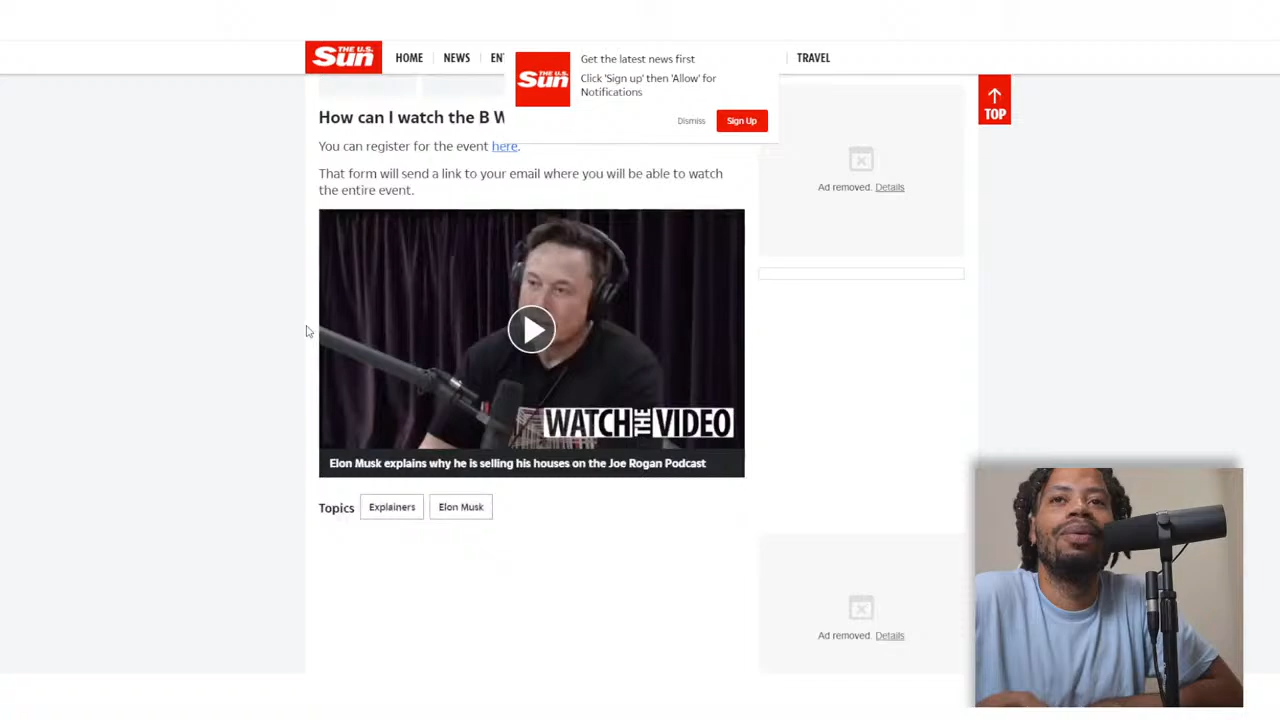 THE U.S.
Sun
HOME
NEWS
EN
TRAVEL
THE U.S.
Sun
Get the latest news first
Click 'Sign up' then 'Allow' for
Notifications
Dismiss
Sign Up
TOP
How can I watch the B W
You can register for the event here.
That form will send a link to your email where you will be able to watch
the entire event.
Ad removed. Details
WATCH THE VIDEO
Elon Musk explains why he is selling his houses on the Joe Rogan Podcast
Topics
Explainers
Elon Musk
Ad removed. Details